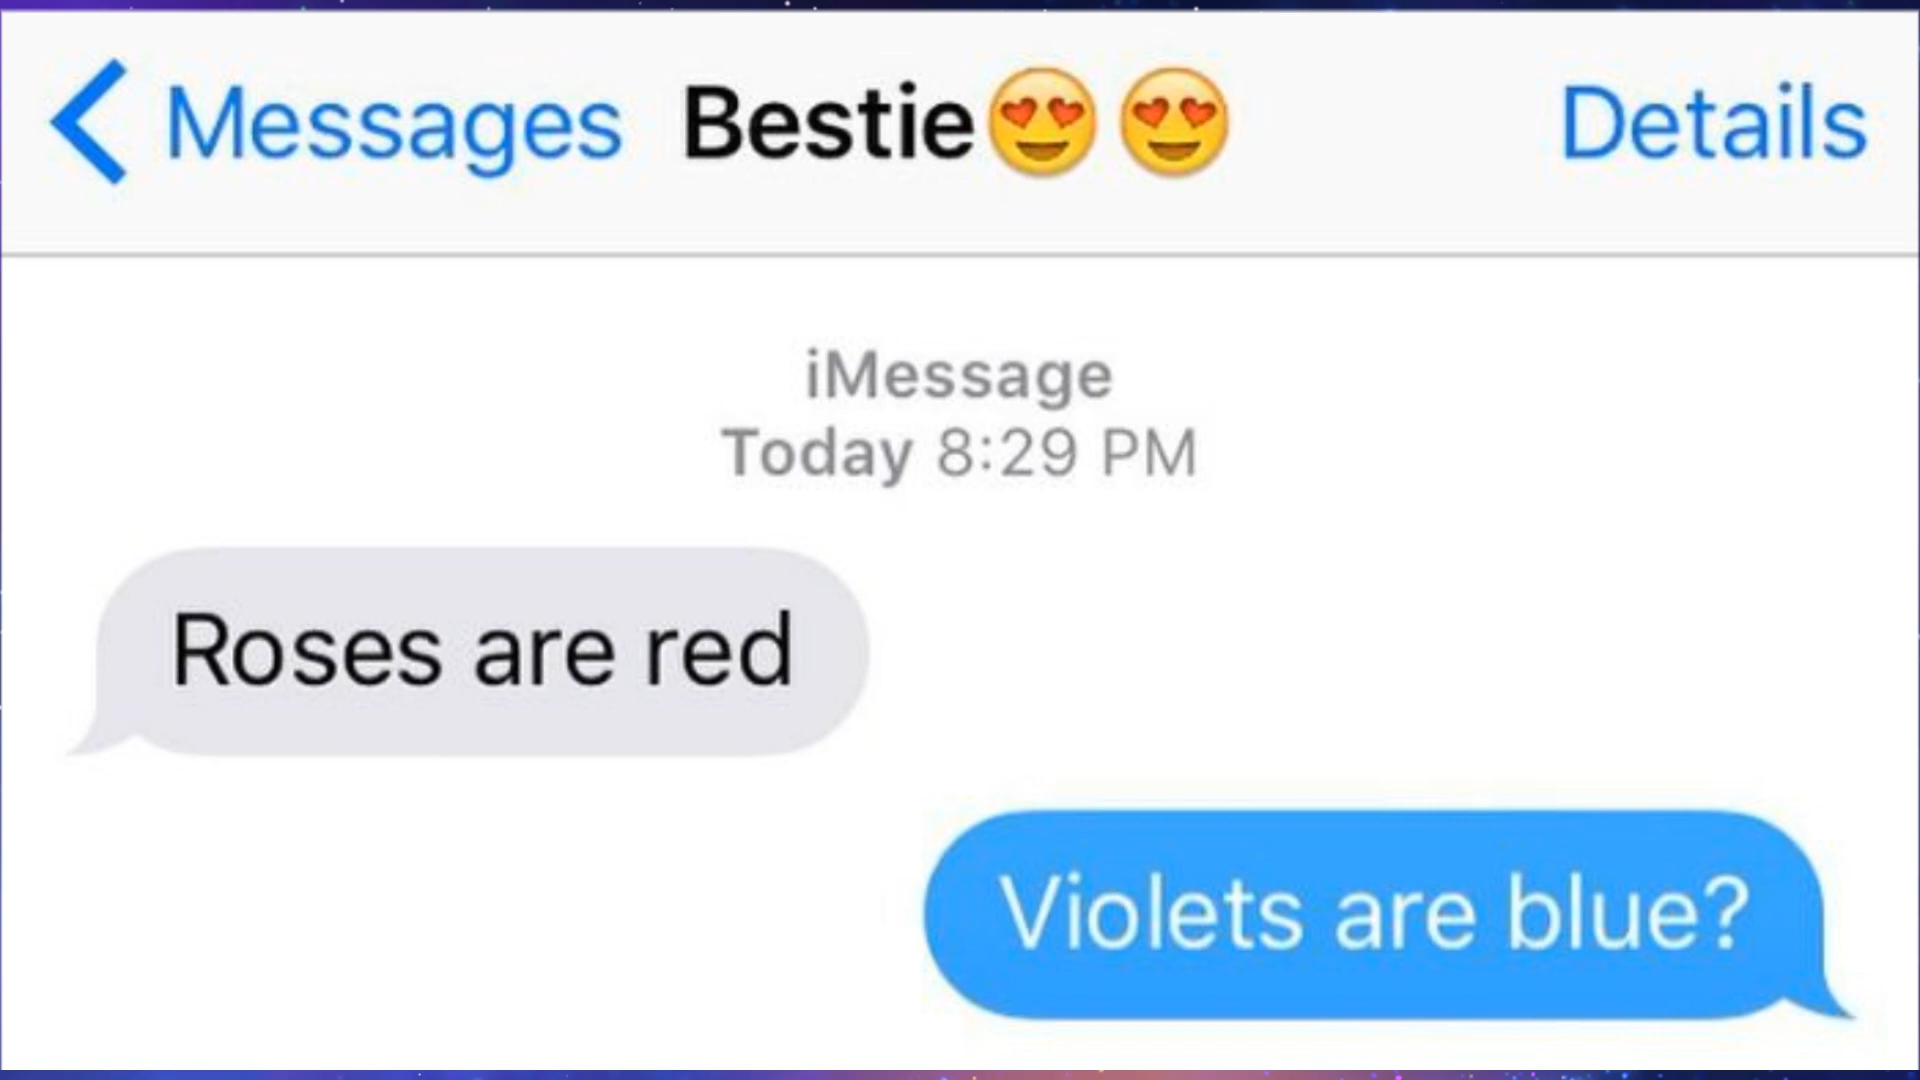 Messages Bestie😍😍 Details
iMessage
Today 8:29 PM
Roses are red
Violets are blue?